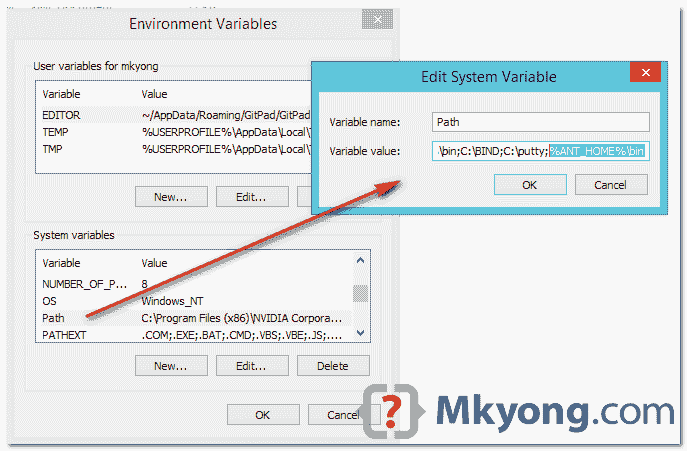 Environment Variables
User variables for mkyong
Variable Value
EDITOR ~/AppData/Roaming/GitPad/GitPad
TEMP %USERPROFILE%\AppData\Local\
TMP %USERPROFILE%\AppData\Local\
New... Edit...
Edit System Variable
Variable name: Path
Variable value: \bin;C:\BIND;C:\putty;%ANT_HOME%\bin
OK Cancel
System variables
Variable Value
NUMBER_OF_P... 8
OS Windows_NT
Path C:\Program Files (x86)\NVIDIA Corpora...
PATHEXT .COM;.EXE;.BAT;.CMD;.VBS;.VBE;.JS;....
New... Edit... Delete
OK Cancel
{?} Mkyong.com